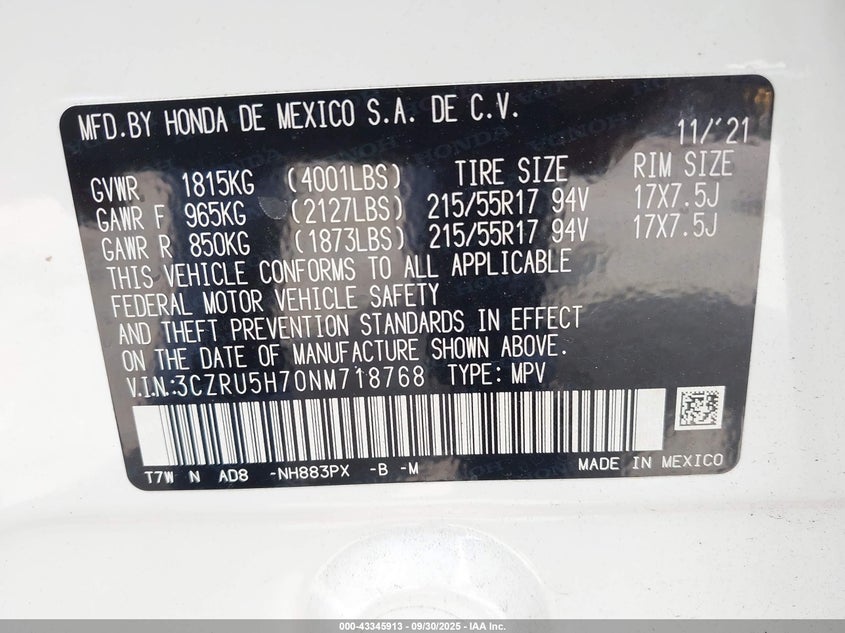 MFD.BY HONDA DE MEXICO S.A. DE C.V.
11/'21
GVWR 1815KG (4001LBS) TIRE SIZE RIM SIZE
GAWR F 965KG (2127LBS) 215/55R17 94V 17X7.5J
GAWR R 850KG (1873LBS) 215/55R17 94V 17X7.5J
THIS VEHICLE CONFORMS TO ALL APPLICABLE
FEDERAL MOTOR VEHICLE SAFETY
AND THEFT PREVENTION STANDARDS IN EFFECT
ON THE DATE OF MANUFACTURE SHOWN ABOVE.
V.I.N.:3CZRU5H70NM718768 TYPE: MPV
T7W N AD8 -NH883PX -B -M MADE IN MEXICO
000-43345913 - 09/30/2025 - IAA Inc.